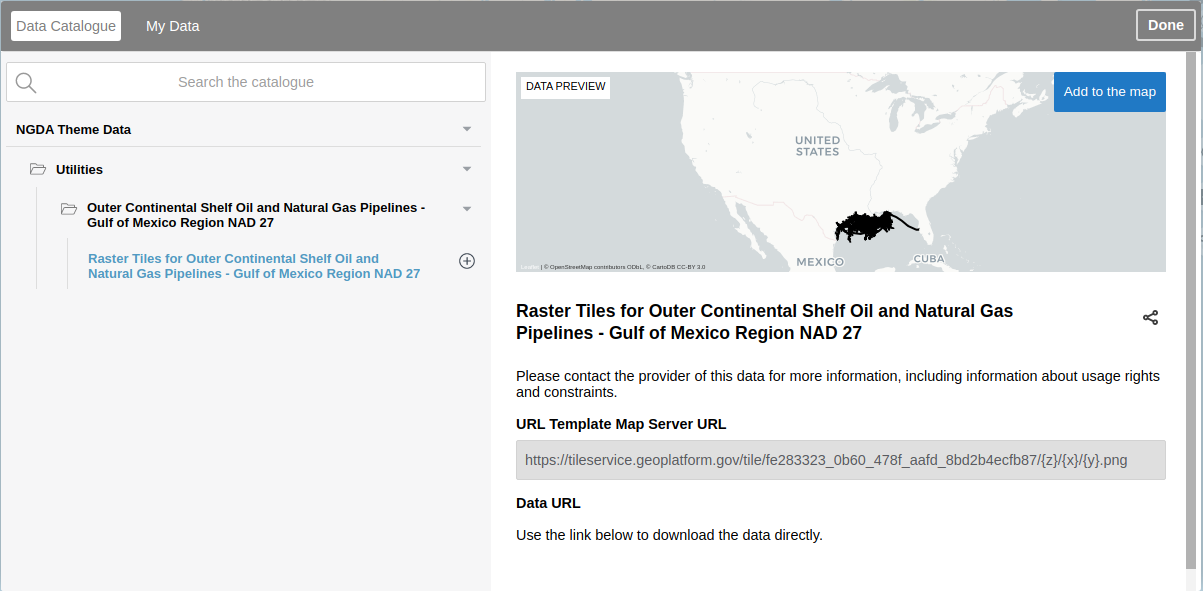 Data Catalogue
My Data
Done
Search the catalogue
NGDA Theme Data
Utilities
Outer Continental Shelf Oil and Natural Gas Pipelines -
Gulf of Mexico Region NAD 27
Raster Tiles for Outer Continental Shelf Oil and
Natural Gas Pipelines - Gulf of Mexico Region NAD 27
DATA PREVIEW
Add to the map
UNITED
STATES
MEXICO
CUBA
Leaflet | © OpenStreetMap contributors ODbL, © CartoDB CC-BY 3.0
Raster Tiles for Outer Continental Shelf Oil and Natural Gas
Pipelines - Gulf of Mexico Region NAD 27
Please contact the provider of this data for more information, including information about usage rights
and constraints.
URL Template Map Server URL
https://tileservice.geoplatform.gov/tile/fe283323_0b60_478f_aafd_8bd2b4ecfb87/{z}/{x}/{y}.png
Data URL
Use the link below to download the data directly.